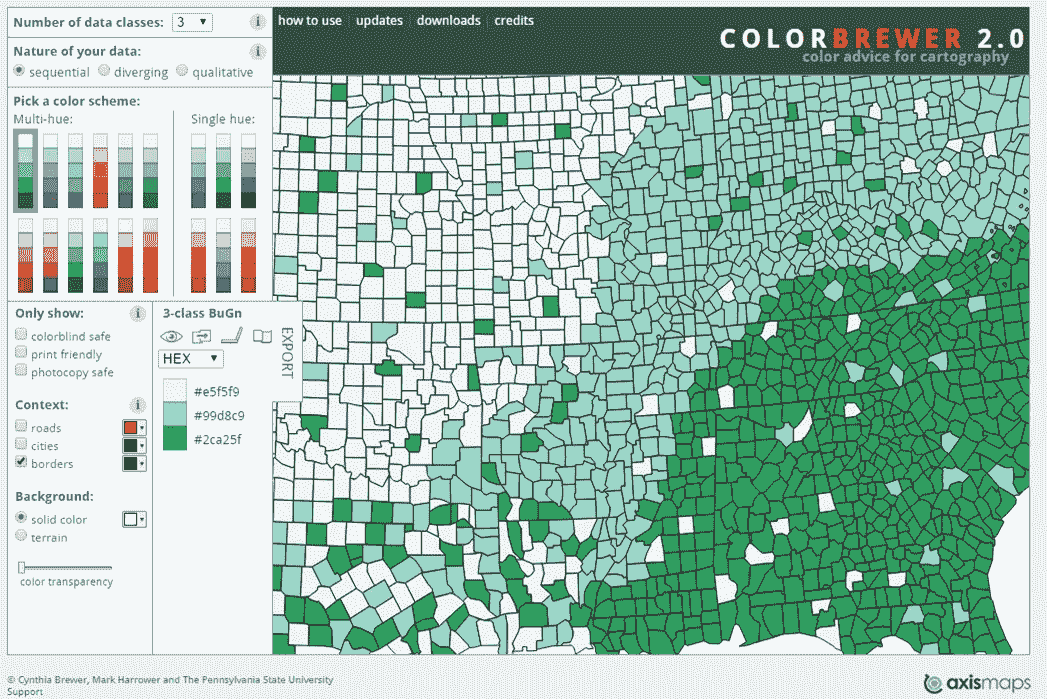 how to use
updates
downloads
credits
COLORBREWER 2.0
color advice for cartography
Number of data classes: 3
i
Nature of your data:
i
sequential diverging qualitative
Pick a color scheme:
Multi-hue:
Single hue:
Only show:
i
colorblind safe
print friendly
photocopy safe
Context:
i
roads
cities
borders
Background:
solid color
terrain
color transparency
3-class BuGn
EXPORT
HEX
#e5f5f9
#99d8c9
#2ca25f
© Cynthia Brewer, Mark Harrower and The Pennsylvania State University
Support
axismaps